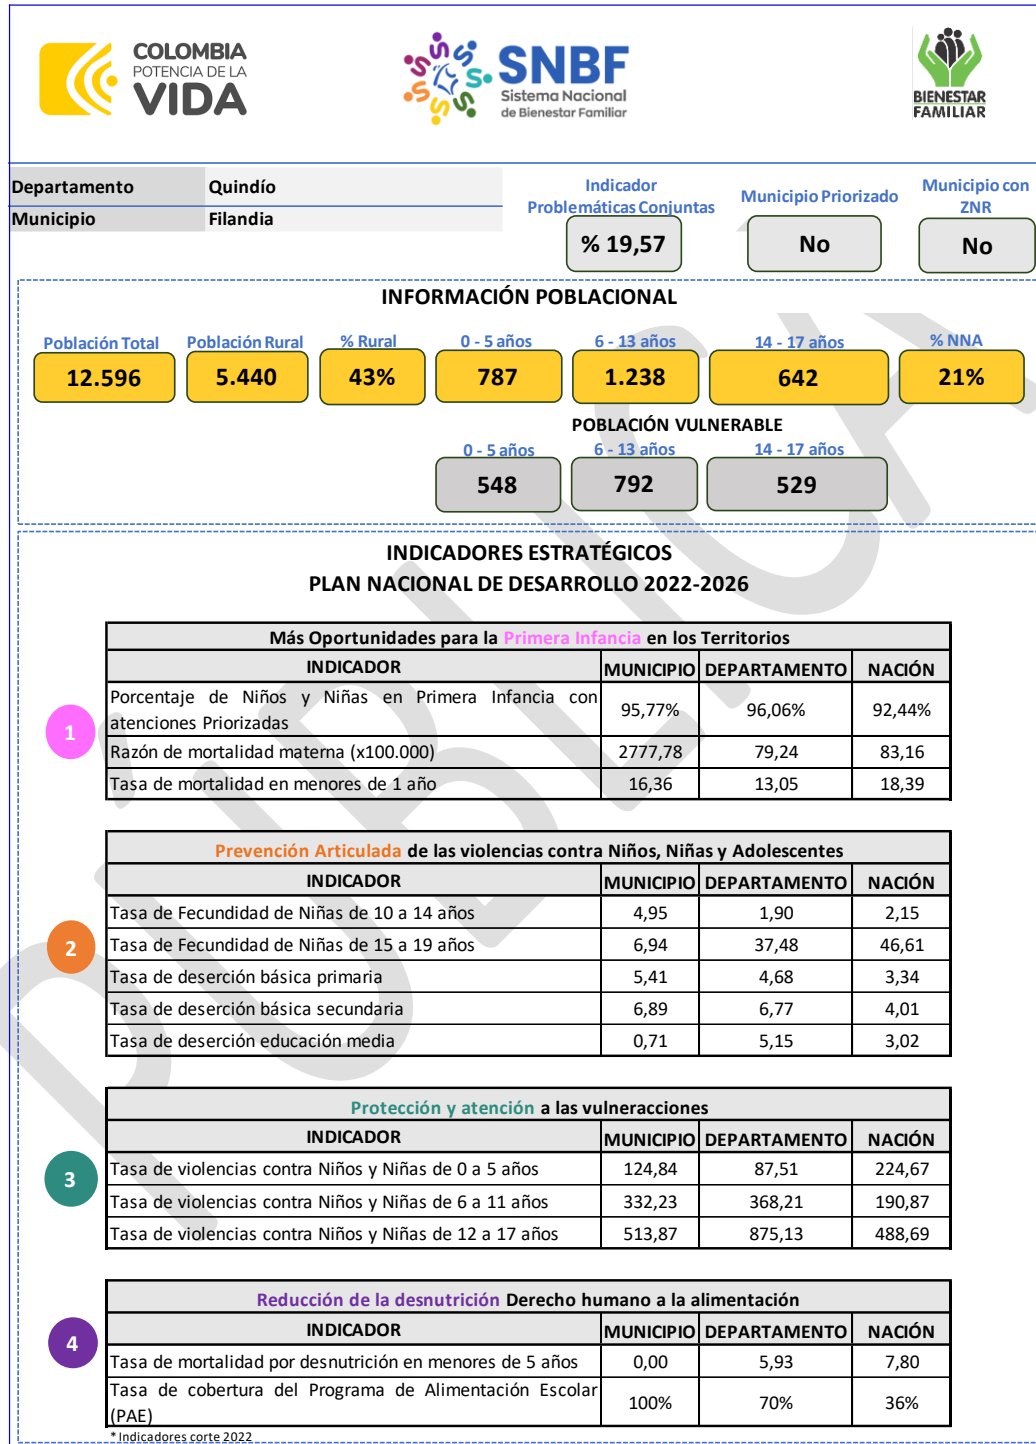 COLOMBIA
POTENCIA DE LA
VIDA
SNBF
Sistema Nacional
de Bienestar Familiar
BIENESTAR
FAMILIAR
Departamento Quindío
Municipio Filandia
Indicador
Problemáticas Conjuntas
% 19,57
Municipio Priorizado
No
Municipio con
ZNR
No
INFORMACIÓN POBLACIONAL
Población Total Población Rural % Rural 0 - 5 años 6 - 13 años 14 - 17 años % NNA
12.596 5.440 43% 787 1.238 642 21%
POBLACIÓN VULNERABLE
0 - 5 años 6 - 13 años 14 - 17 años
548 792 529
INDICADORES ESTRATÉGICOS
PLAN NACIONAL DE DESARROLLO 2022-2026
1
Más Oportunidades para la Primera Infancia en los Territorios
INDICADOR MUNICIPIO DEPARTAMENTO NACIÓN
Porcentaje de Niños y Niñas en Primera Infancia con
atenciones Priorizadas 95,77% 96,06% 92,44%
Razón de mortalidad materna (x100.000) 2777,78 79,24 83,16
Tasa de mortalidad en menores de 1 año 16,36 13,05 18,39
2
Prevención Articulada de las violencias contra Niños, Niñas y Adolescentes
INDICADOR MUNICIPIO DEPARTAMENTO NACIÓN
Tasa de Fecundidad de Niñas de 10 a 14 años 4,95 1,90 2,15
Tasa de Fecundidad de Niñas de 15 a 19 años 6,94 37,48 46,61
Tasa de deserción básica primaria 5,41 4,68 3,34
Tasa de deserción básica secundaria 6,89 6,77 4,01
Tasa de deserción educación media 0,71 5,15 3,02
3
Protección y atención a las vulneracciones
INDICADOR MUNICIPIO DEPARTAMENTO NACIÓN
Tasa de violencias contra Niños y Niñas de 0 a 5 años 124,84 87,51 224,67
Tasa de violencias contra Niños y Niñas de 6 a 11 años 332,23 368,21 190,87
Tasa de violencias contra Niños y Niñas de 12 a 17 años 513,87 875,13 488,69
4
Reducción de la desnutrición Derecho humano a la alimentación
INDICADOR MUNICIPIO DEPARTAMENTO NACIÓN
Tasa de mortalidad por desnutrición en menores de 5 años 0,00 5,93 7,80
Tasa de cobertura del Programa de Alimentación Escolar
(PAE) 100% 70% 36%
* Indicadores corte 2022
PÚBLICA